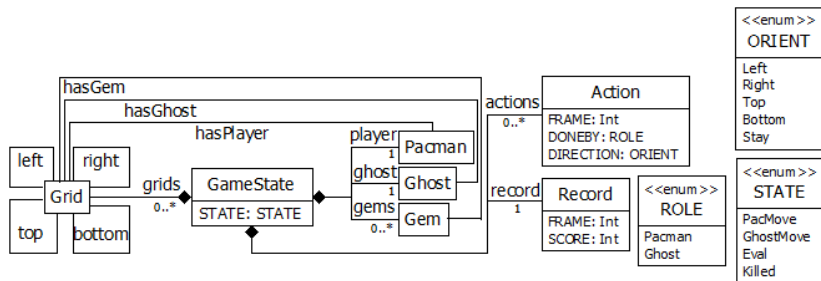 hasGem
hasGhost
hasPlayer
left
right
Grid
top
bottom
grids
0..*
GameState
STATE: STATE
player
1
Pacman
ghost
1
Ghost
gems
0..*
Gem
actions
0..*
Action
FRAME: Int
DONEBY: ROLE
DIRECTION: ORIENT
record
1
Record
FRAME: Int
SCORE: Int
<<enum>>
ROLE
Pacman
Ghost
<<enum>>
ORIENT
Left
Right
Top
Bottom
Stay
<<enum>>
STATE
PacMove
GhostMove
Eval
Killed